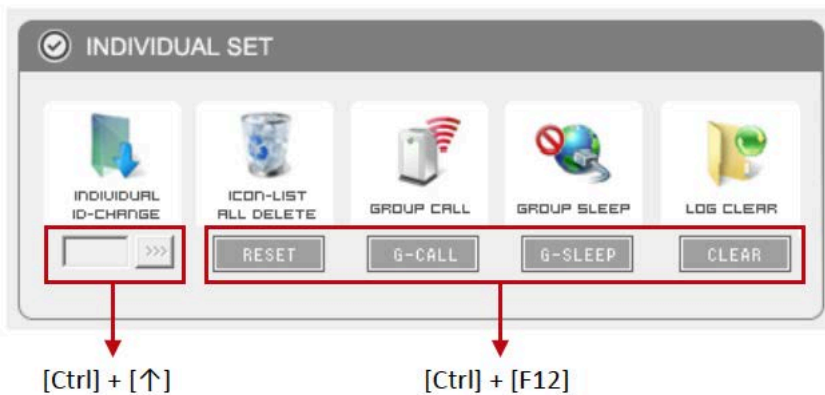 INDIVIDUAL SET
INDIVIDUAL
ID-CHANGE
ICON-LIST
ALL DELETE
GROUP CALL
GROUP SLEEP
LOG CLEAR
>>>
RESET
G-CALL
G-SLEEP
CLEAR
[Ctrl] + [↑]
[Ctrl] + [F12]